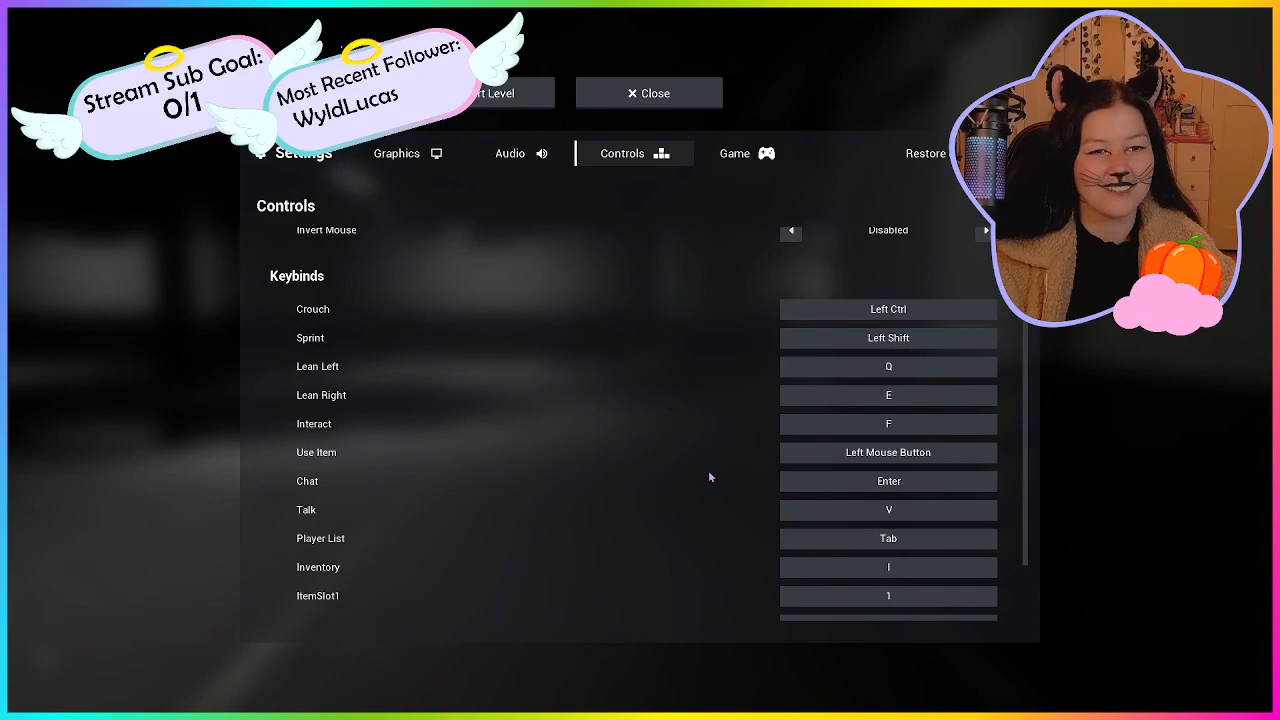 Stream Sub Goal:
0/1
Most Recent Follower:
WyldLucas
rt Level
Close
Settings
Graphics
Audio
Controls
Game
Restore
Controls
Invert Mouse
Disabled
Keybinds
Crouch
Left Ctrl
Sprint
Left Shift
Lean Left
Q
Lean Right
E
Interact
F
Use Item
Left Mouse Button
Chat
Enter
Talk
V
Player List
Tab
Inventory
I
ItemSlot1
1